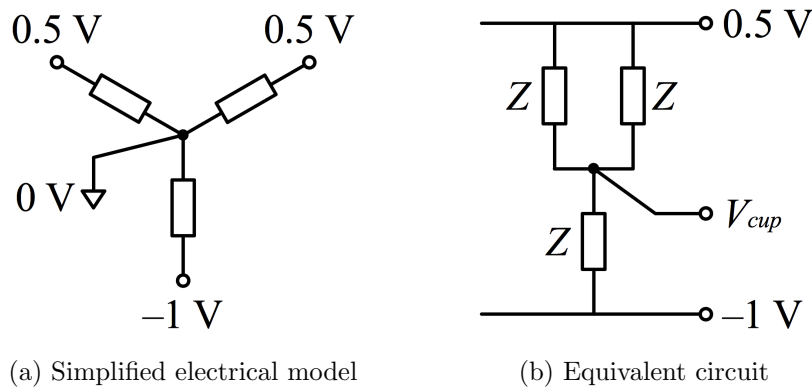 0.5 V 0.5 V
0 V
–1 V
(a) Simplified electrical model
0.5 V
Z Z
V_cup
Z
–1 V
(b) Equivalent circuit